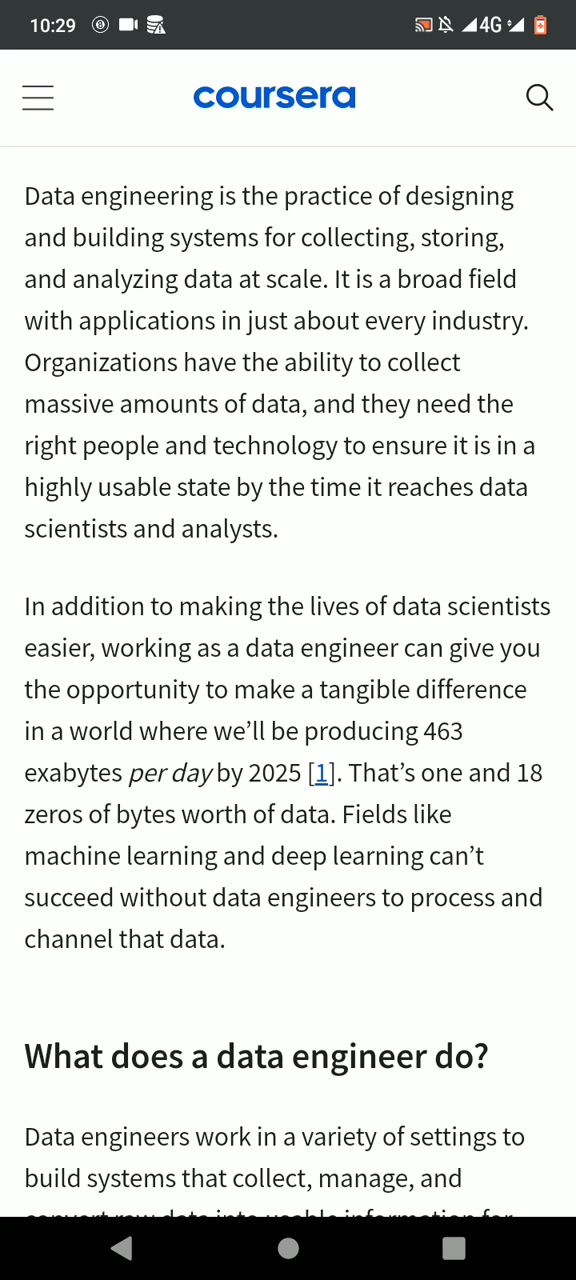 10:29
4G
coursera
Data engineering is the practice of designing
and building systems for collecting, storing,
and analyzing data at scale. It is a broad field
with applications in just about every industry.
Organizations have the ability to collect
massive amounts of data, and they need the
right people and technology to ensure it is in a
highly usable state by the time it reaches data
scientists and analysts.
In addition to making the lives of data scientists
easier, working as a data engineer can give you
the opportunity to make a tangible difference
in a world where we’ll be producing 463
exabytes per day by 2025 [1]. That’s one and 18
zeros of bytes worth of data. Fields like
machine learning and deep learning can’t
succeed without data engineers to process and
channel that data.
What does a data engineer do?
Data engineers work in a variety of settings to
build systems that collect, manage, and
convert raw data into usable information for